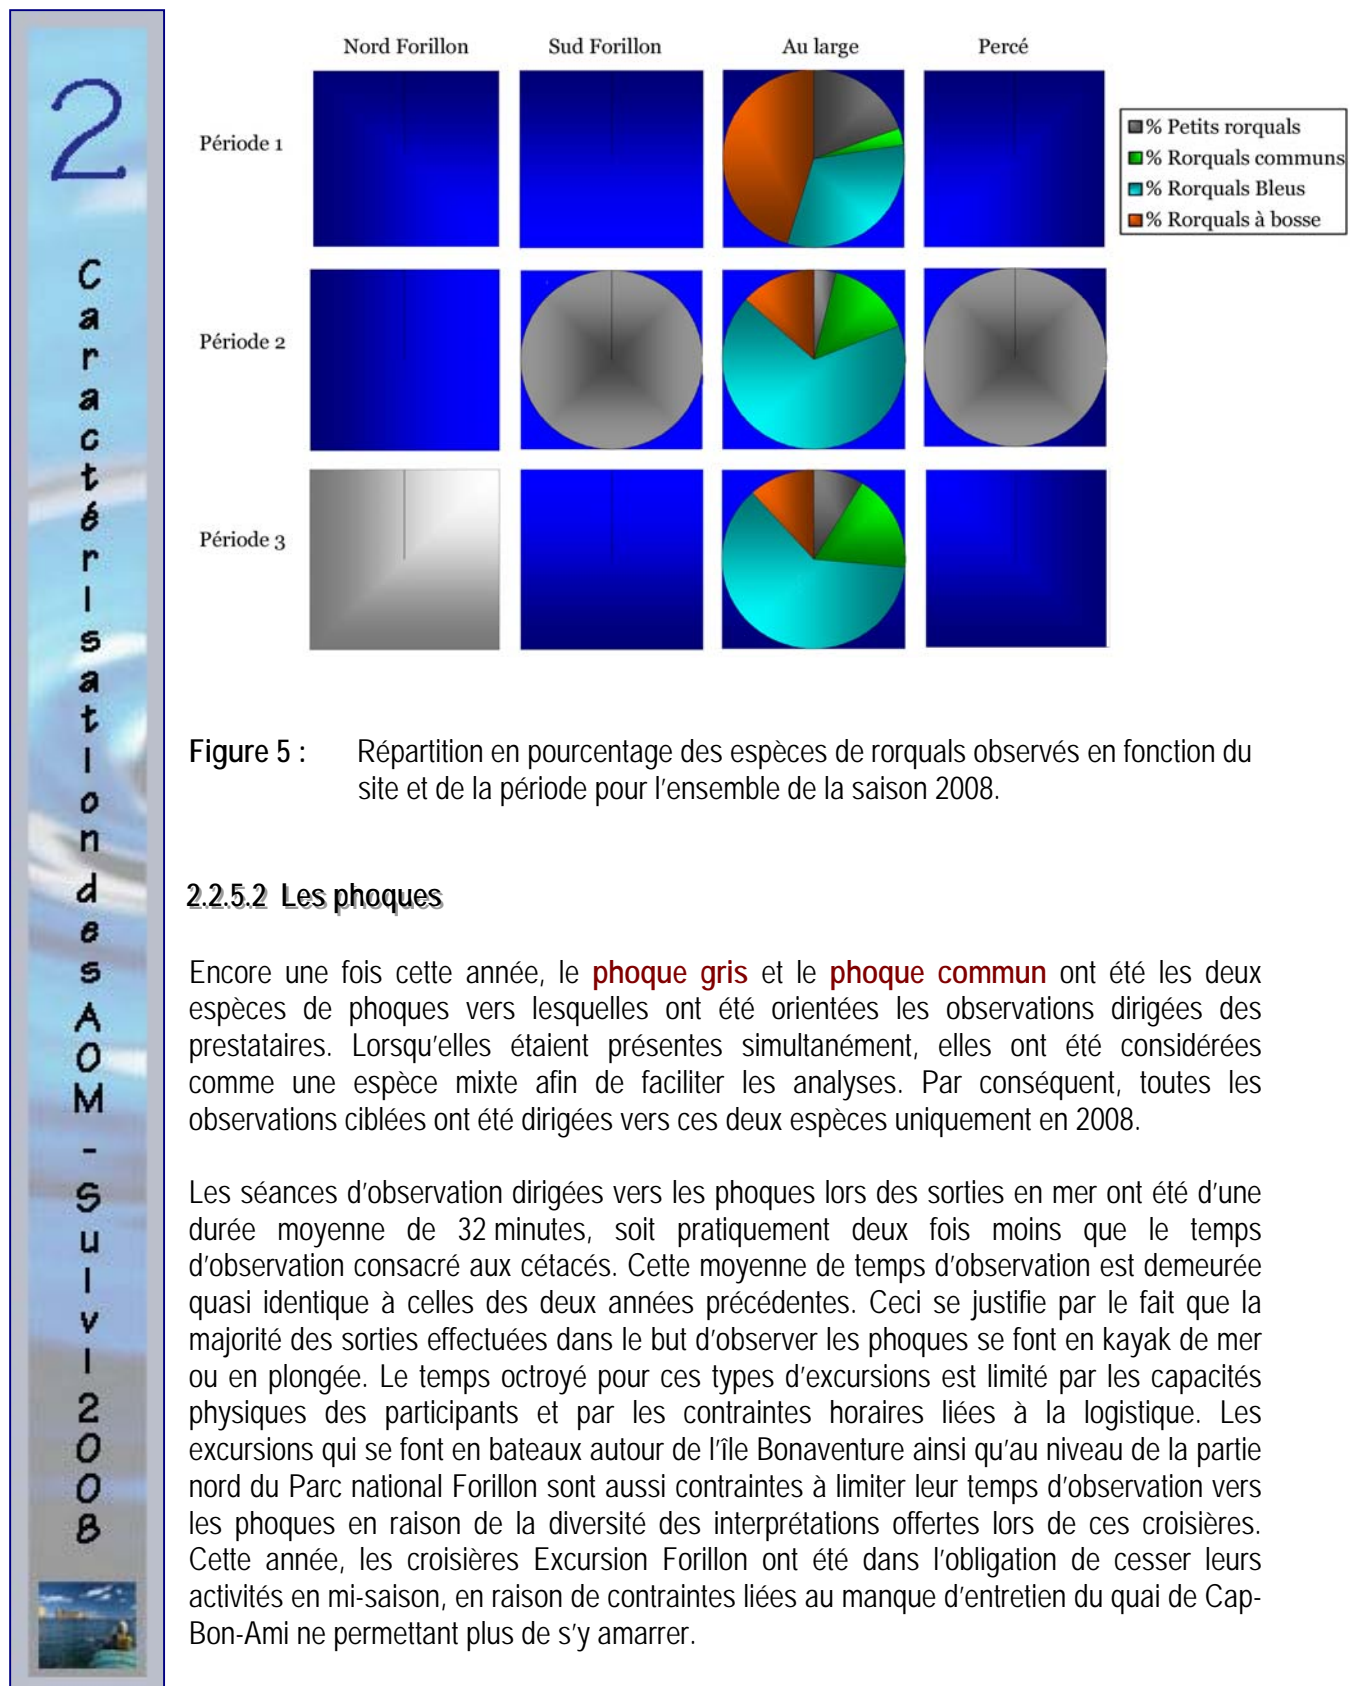 2
Caractérisation des AOM - Suivi 2008
Nord Forillon Sud Forillon Au large Percé
Période 1
% Petits rorquals
% Rorquals communs
% Rorquals Bleus
% Rorquals à bosse
Période 2
Période 3
Figure 5 : Répartition en pourcentage des espèces de rorquals observés en fonction du
site et de la période pour l'ensemble de la saison 2008.
2.2.5.2 Les phoques
Encore une fois cette année, le phoque gris et le phoque commun ont été les deux
espèces de phoques vers lesquelles ont été orientées les observations dirigées des
prestataires. Lorsqu'elles étaient présentes simultanément, elles ont été considérées
comme une espèce mixte afin de faciliter les analyses. Par conséquent, toutes les
observations ciblées ont été dirigées vers ces deux espèces uniquement en 2008.
Les séances d'observation dirigées vers les phoques lors des sorties en mer ont été d'une
durée moyenne de 32 minutes, soit pratiquement deux fois moins que le temps
d'observation consacré aux cétacés. Cette moyenne de temps d'observation est demeurée
quasi identique à celles des deux années précédentes. Ceci se justifie par le fait que la
majorité des sorties effectuées dans le but d'observer les phoques se font en kayak de mer
ou en plongée. Le temps octroyé pour ces types d'excursions est limité par les capacités
physiques des participants et par les contraintes horaires liées à la logistique. Les
excursions qui se font en bateaux autour de l'île Bonaventure ainsi qu'au niveau de la partie
nord du Parc national Forillon sont aussi contraintes à limiter leur temps d'observation vers
les phoques en raison de la diversité des interprétations offertes lors de ces croisières.
Cette année, les croisières Excursion Forillon ont été dans l'obligation de cesser leurs
activités en mi-saison, en raison de contraintes liées au manque d'entretien du quai de Cap-
Bon-Ami ne permettant plus de s'y amarrer.